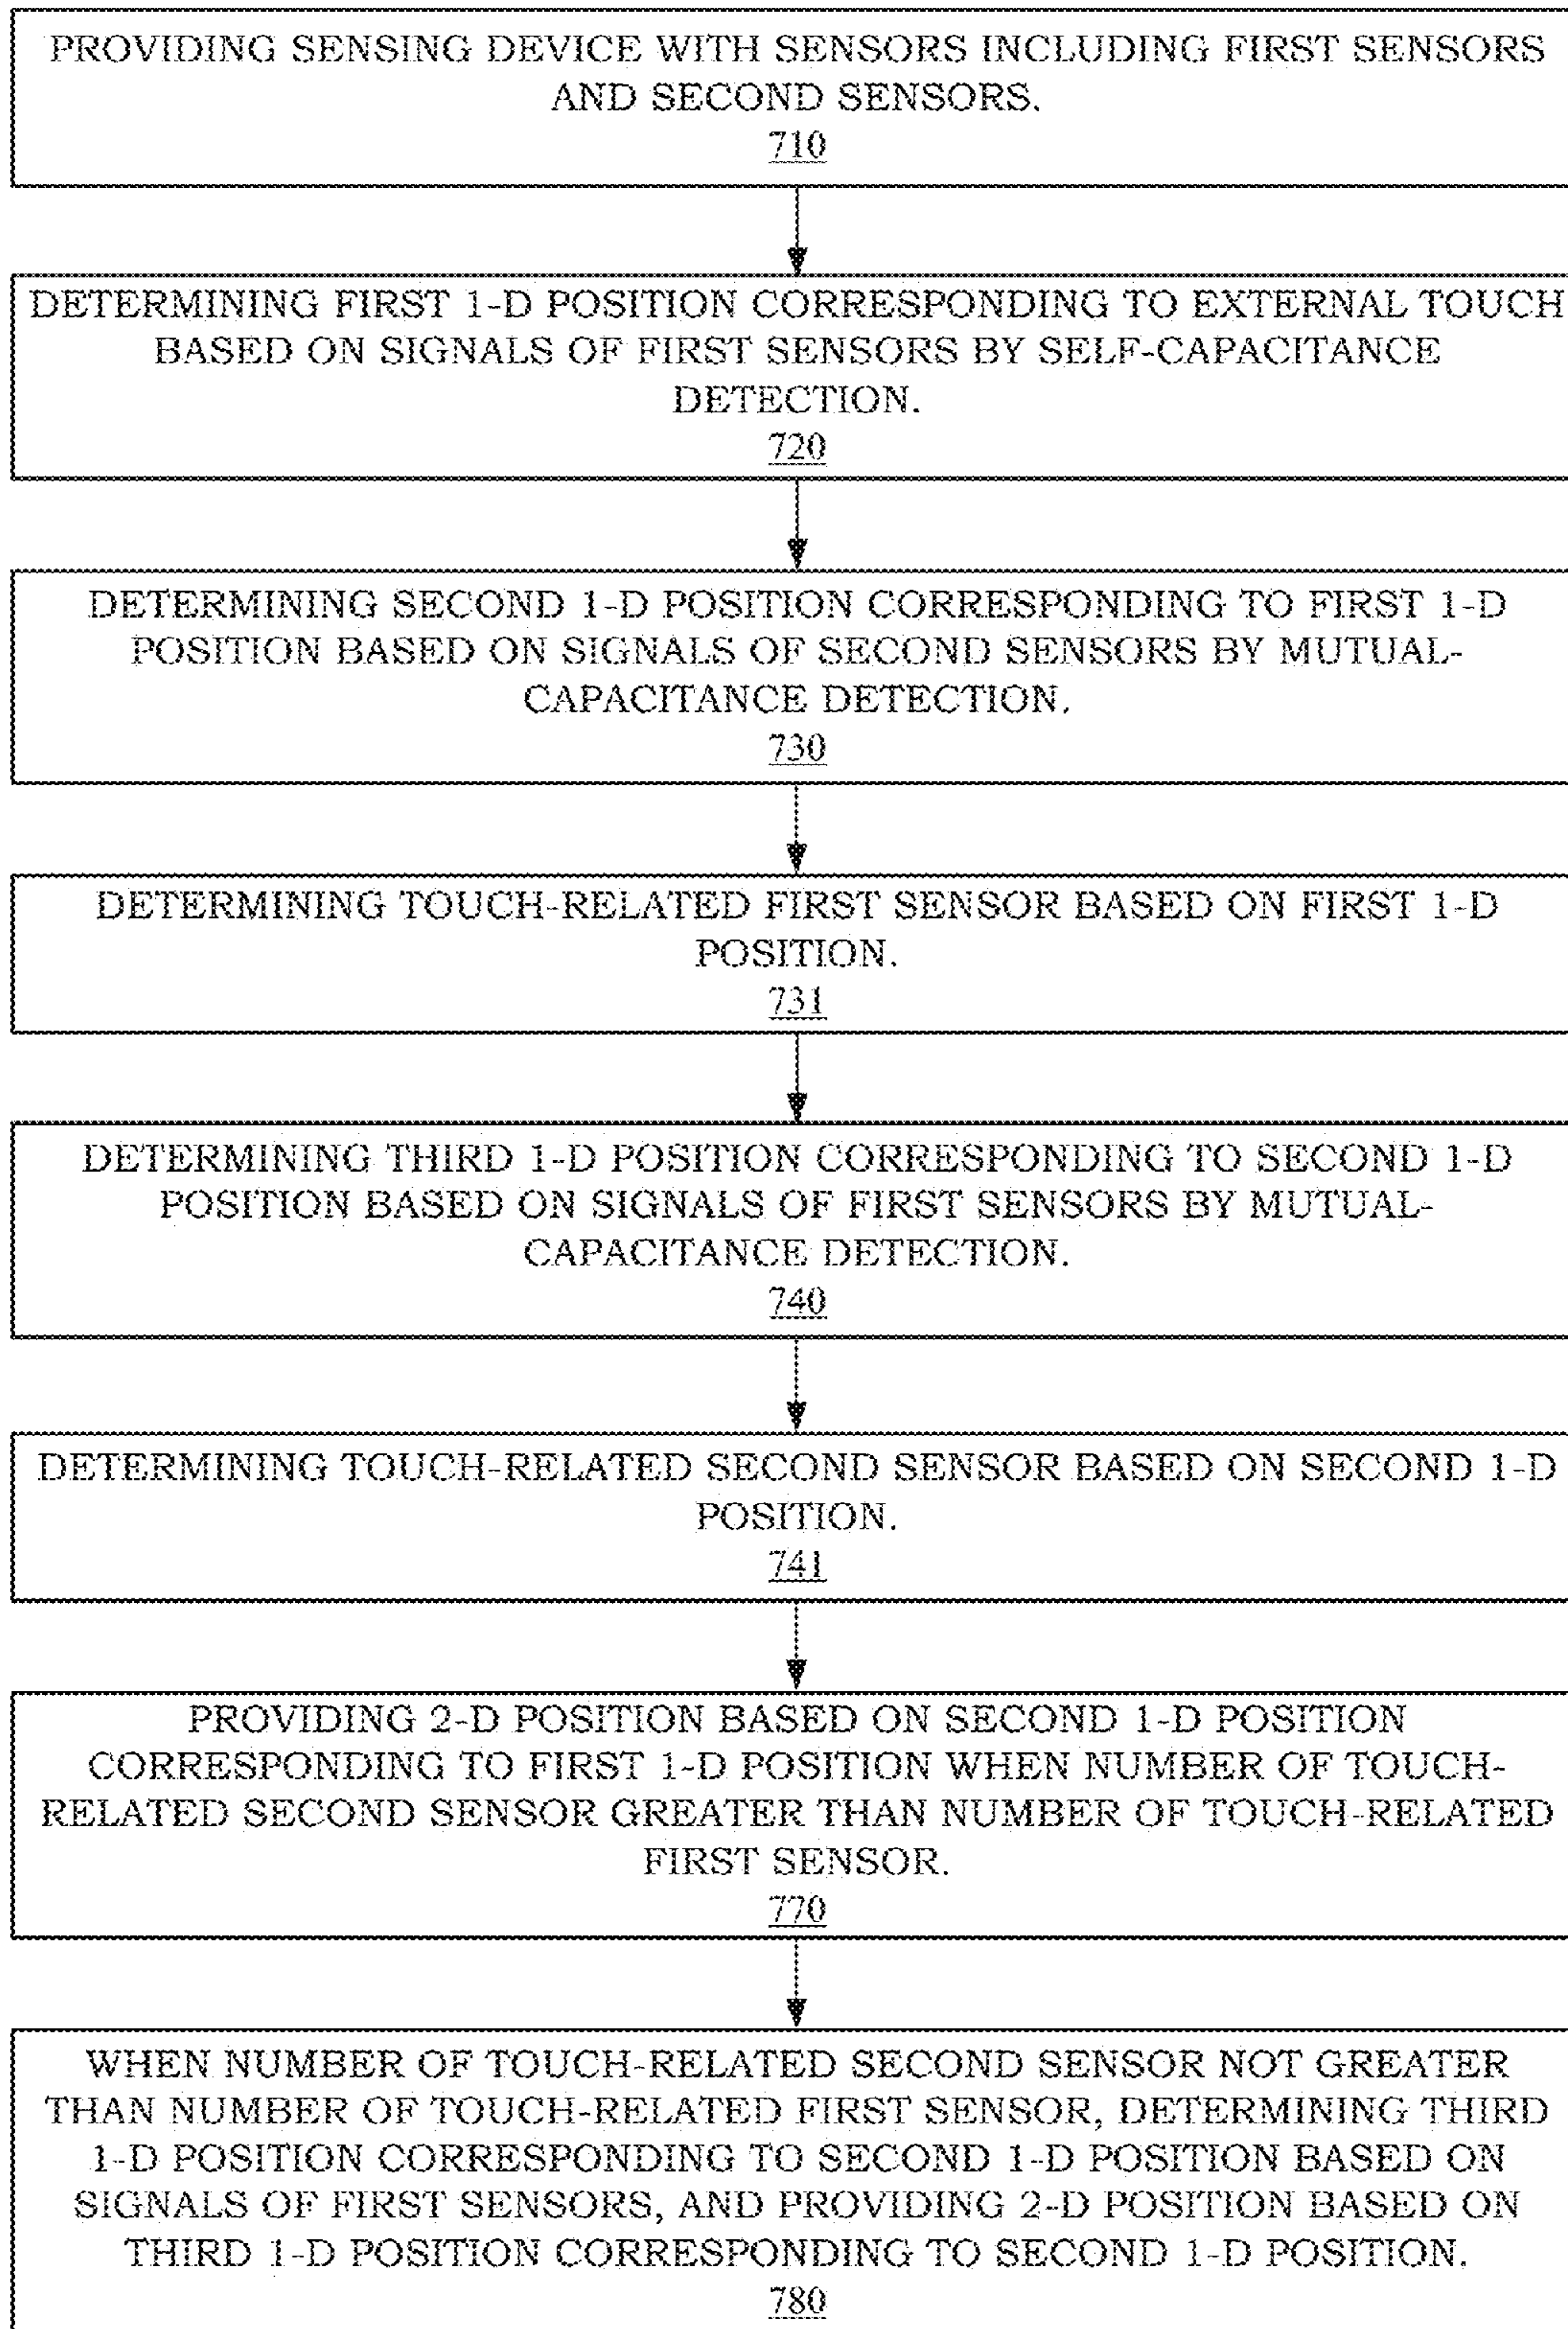 PROVIDING SENSING DEVICE WITH SENSORS INCLUDING FIRST SENSORS
AND SECOND SENSORS.
710
DETERMINING FIRST 1-D POSITION CORRESPONDING TO EXTERNAL TOUCH
BASED ON SIGNALS OF FIRST SENSORS BY SELF-CAPACITANCE
DETECTION.
720
DETERMINING SECOND 1-D POSITION CORRESPONDING TO FIRST 1-D
POSITION BASED ON SIGNALS OF SECOND SENSORS BY MUTUAL-
CAPACITANCE DETECTION.
730
DETERMINING TOUCH-RELATED FIRST SENSOR BASED ON FIRST 1-D
POSITION.
731
DETERMINING THIRD 1-D POSITION CORRESPONDING TO SECOND 1-D
POSITION BASED ON SIGNALS OF FIRST SENSORS BY MUTUAL-
CAPACITANCE DETECTION.
740
DETERMINING TOUCH-RELATED SECOND SENSOR BASED ON SECOND 1-D
POSITION.
741
PROVIDING 2-D POSITION BASED ON SECOND 1-D POSITION
CORRESPONDING TO FIRST 1-D POSITION WHEN NUMBER OF TOUCH-
RELATED SECOND SENSOR GREATER THAN NUMBER OF TOUCH-RELATED
FIRST SENSOR.
770
WHEN NUMBER OF TOUCH-RELATED SECOND SENSOR NOT GREATER
THAN NUMBER OF TOUCH-RELATED FIRST SENSOR, DETERMINING THIRD
1-D POSITION CORRESPONDING TO SECOND 1-D POSITION BASED ON
SIGNALS OF FIRST SENSORS, AND PROVIDING 2-D POSITION BASED ON
THIRD 1-D POSITION CORRESPONDING TO SECOND 1-D POSITION.
780